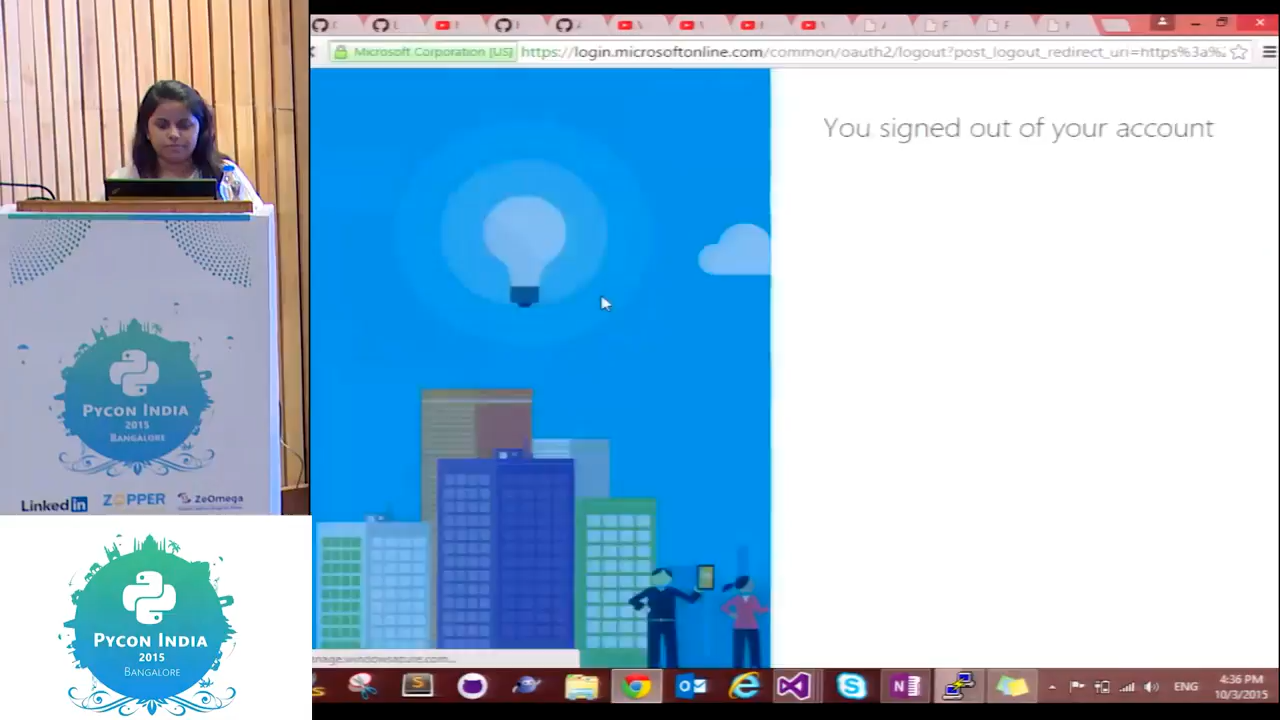 Microsoft Corporation [US]
https://login.microsoftonline.com/common/oauth2/logout?post_logout_redirect_uri=https%3a%
You signed out of your account
PYCON INDIA
2015
BANGALORE
Linked in
ZOPPER
ZeOmega
PYCON INDIA
2015
BANGALORE
ENG
4:36 PM
10/3/2015